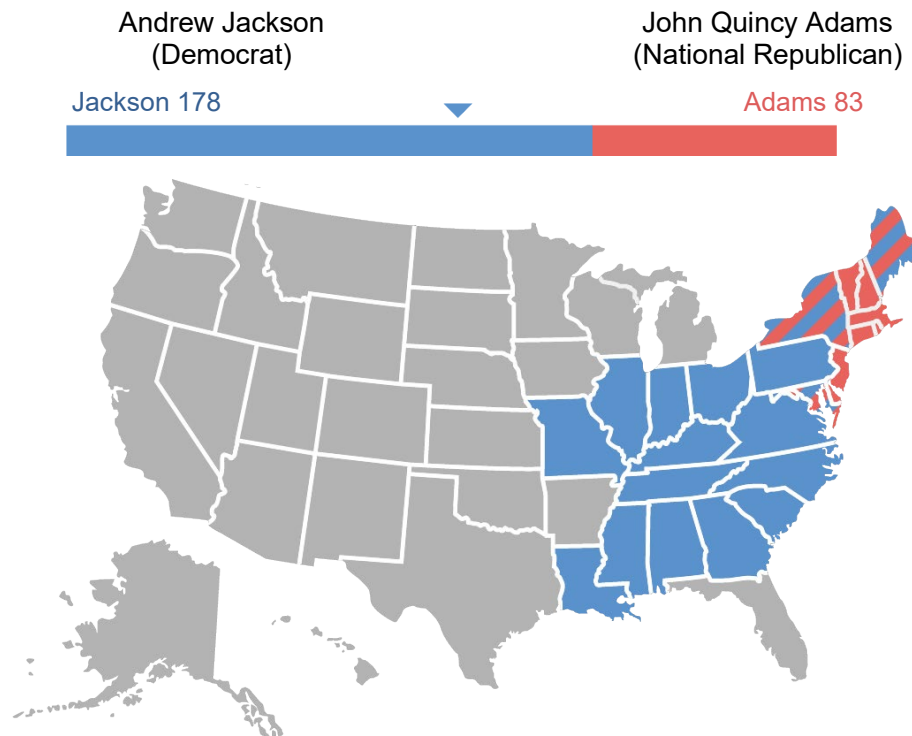 Andrew Jackson
(Democrat)
John Quincy Adams
(National Republican)
Jackson 178
Adams 83